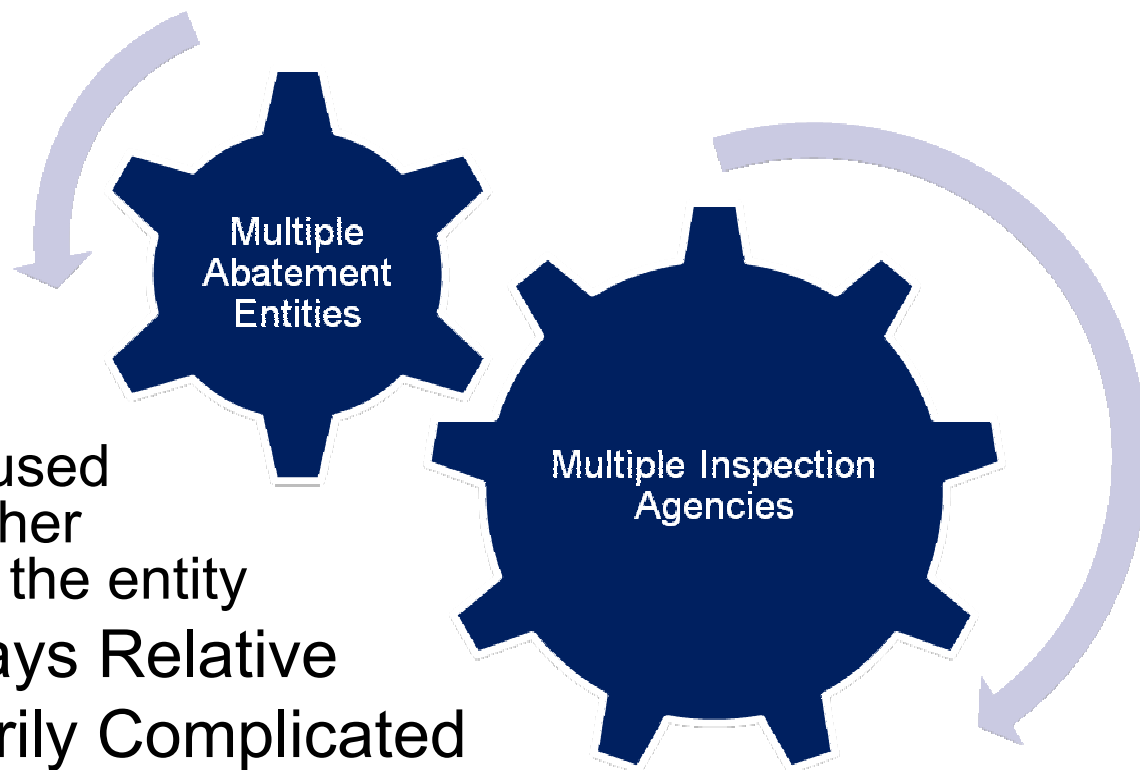 Multiple
Abatement
Entities
Multiple Inspection
Agencies
used
her
the entity
ays Relative
rily Complicated